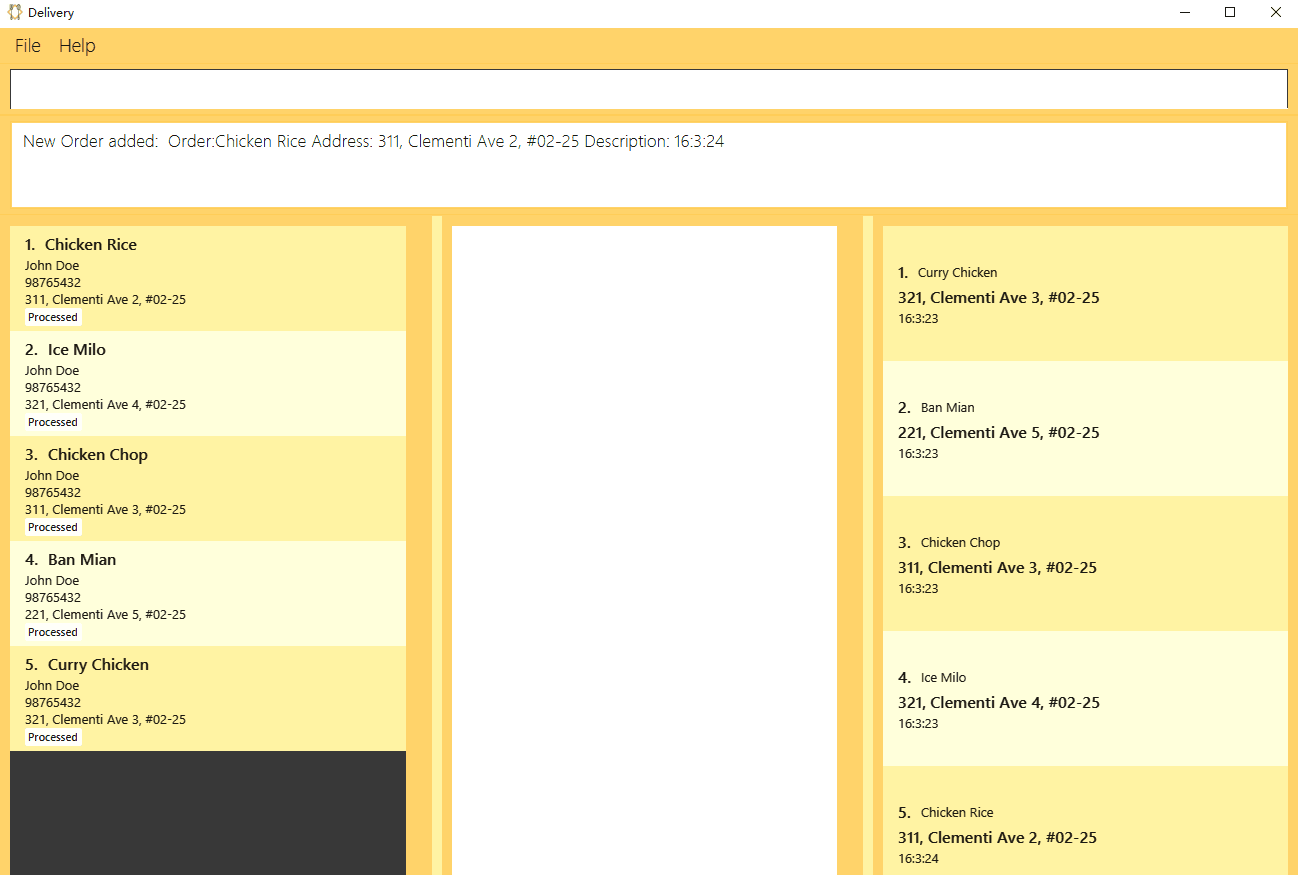 Delivery
File Help
New Order added:  Order:Chicken Rice Address: 311, Clementi Ave 2, #02-25 Description: 16:3:24
1. Chicken Rice
John Doe
98765432
311, Clementi Ave 2, #02-25
Processed
2. Ice Milo
John Doe
98765432
321, Clementi Ave 4, #02-25
Processed
3. Chicken Chop
John Doe
98765432
311, Clementi Ave 3, #02-25
Processed
4. Ban Mian
John Doe
98765432
221, Clementi Ave 5, #02-25
Processed
5. Curry Chicken
John Doe
98765432
321, Clementi Ave 3, #02-25
Processed
1. Curry Chicken
321, Clementi Ave 3, #02-25
16:3:23
2. Ban Mian
221, Clementi Ave 5, #02-25
16:3:23
3. Chicken Chop
311, Clementi Ave 3, #02-25
16:3:23
4. Ice Milo
321, Clementi Ave 4, #02-25
16:3:23
5. Chicken Rice
311, Clementi Ave 2, #02-25
16:3:24